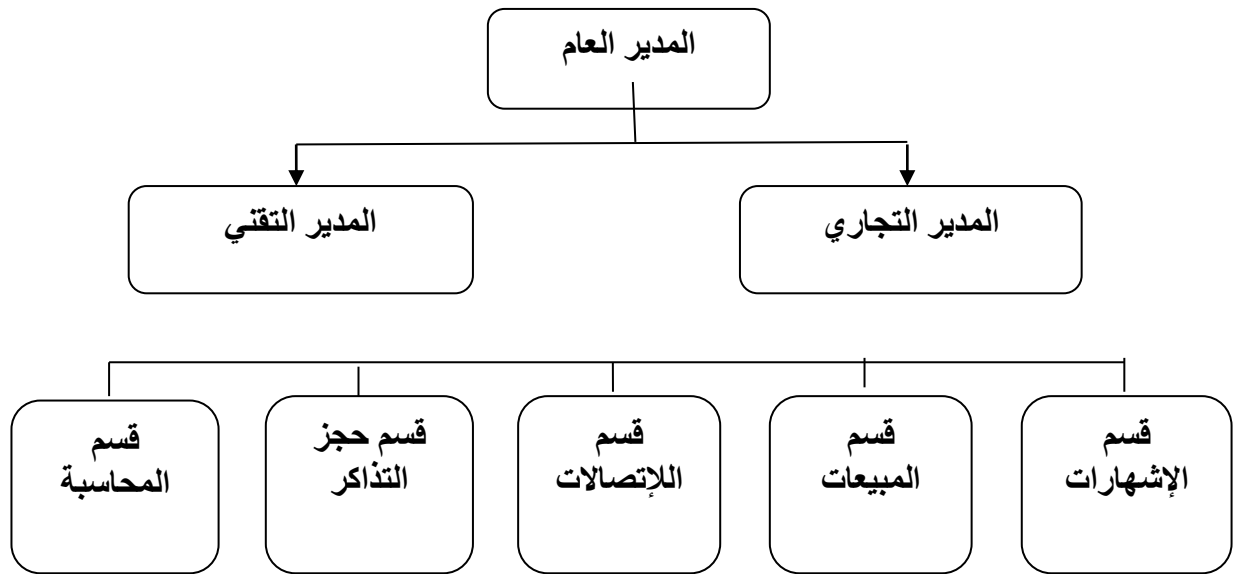 المدير العام
المدير التجاري
المدير التقني
قسم
الإشهارات
قسم
المبيعات
قسم
اللإتصالات
قسم حجز
التذاكر
قسم
المحاسبة